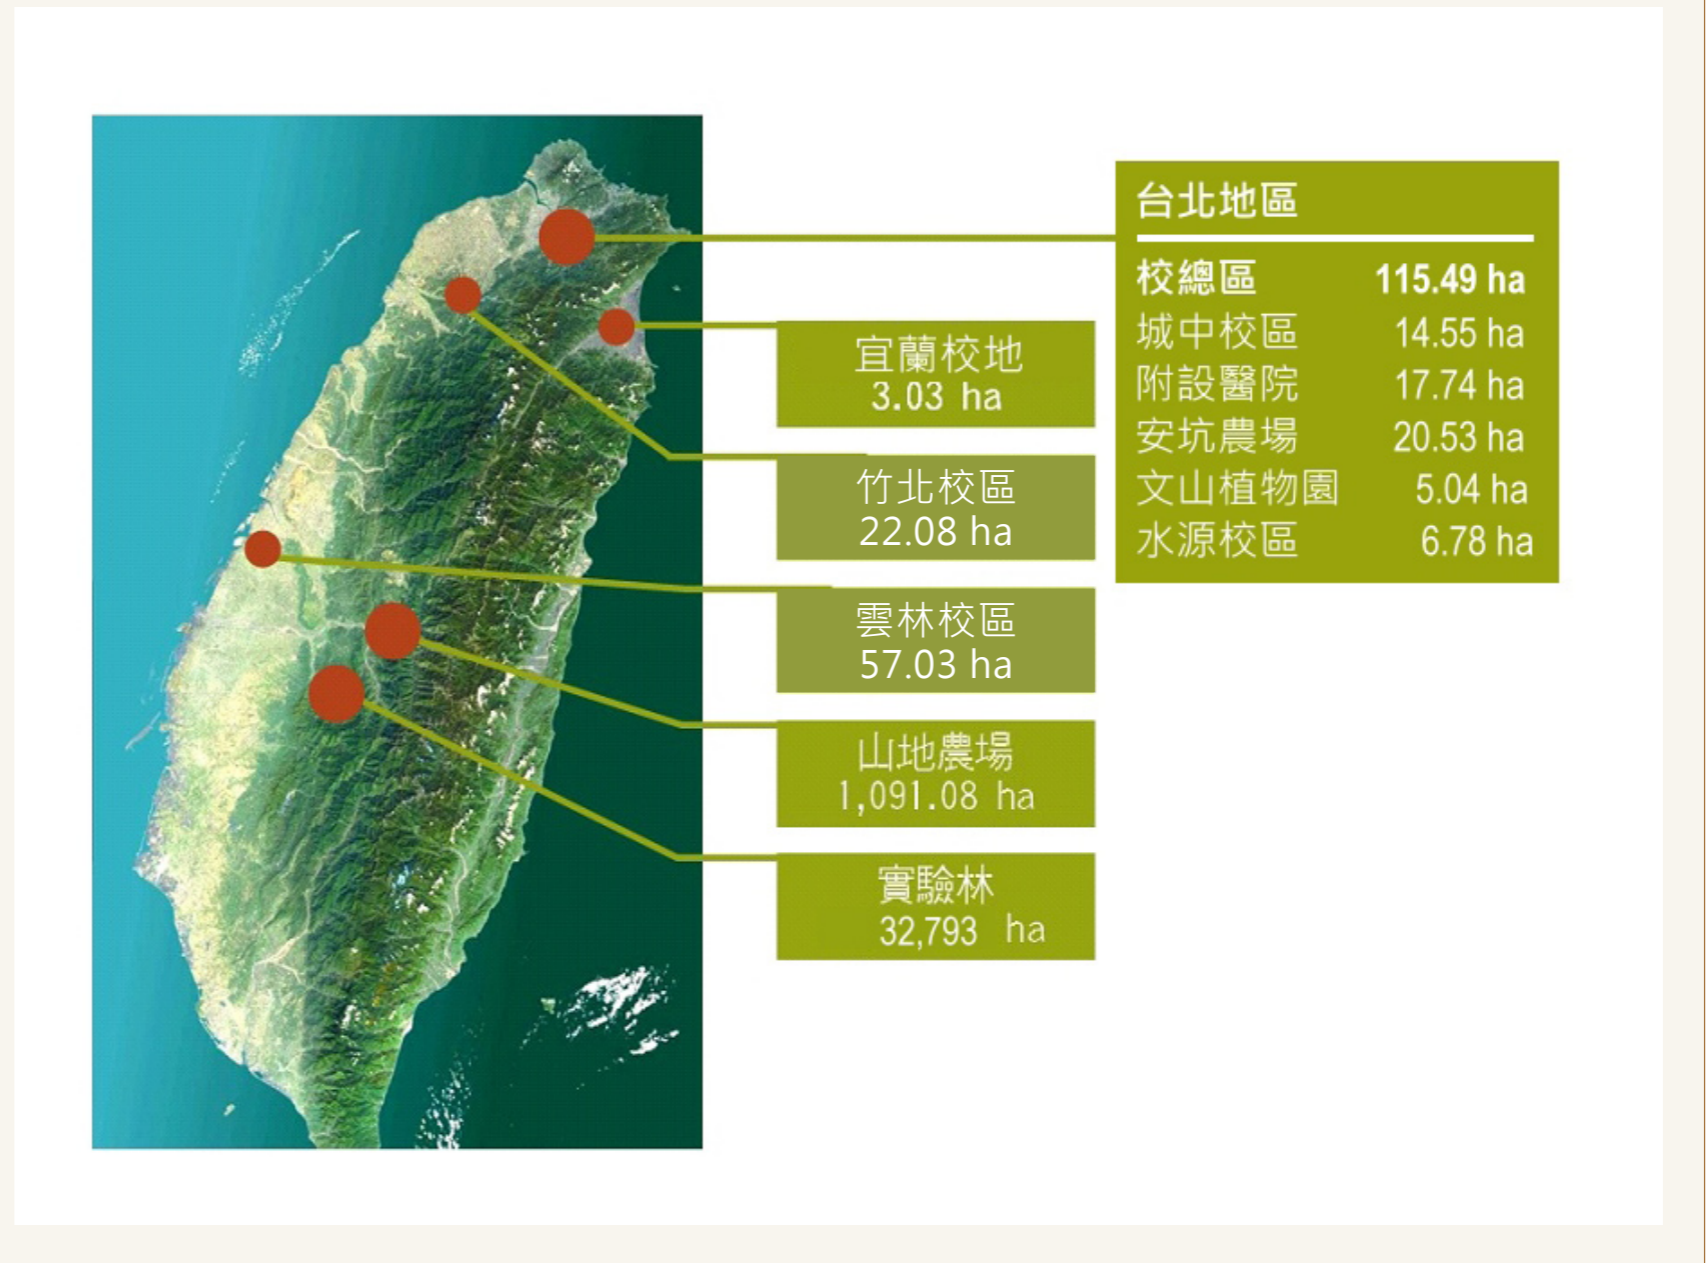 台北地區
校總區 115.49 ha
城中校區 14.55 ha
附設醫院 17.74 ha
安坑農場 20.53 ha
文山植物園 5.04 ha
水源校區 6.78 ha
宜蘭校地
3.03 ha
竹北校區
22.08 ha
雲林校區
57.03 ha
山地農場
1,091.08 ha
實驗林
32,793 ha